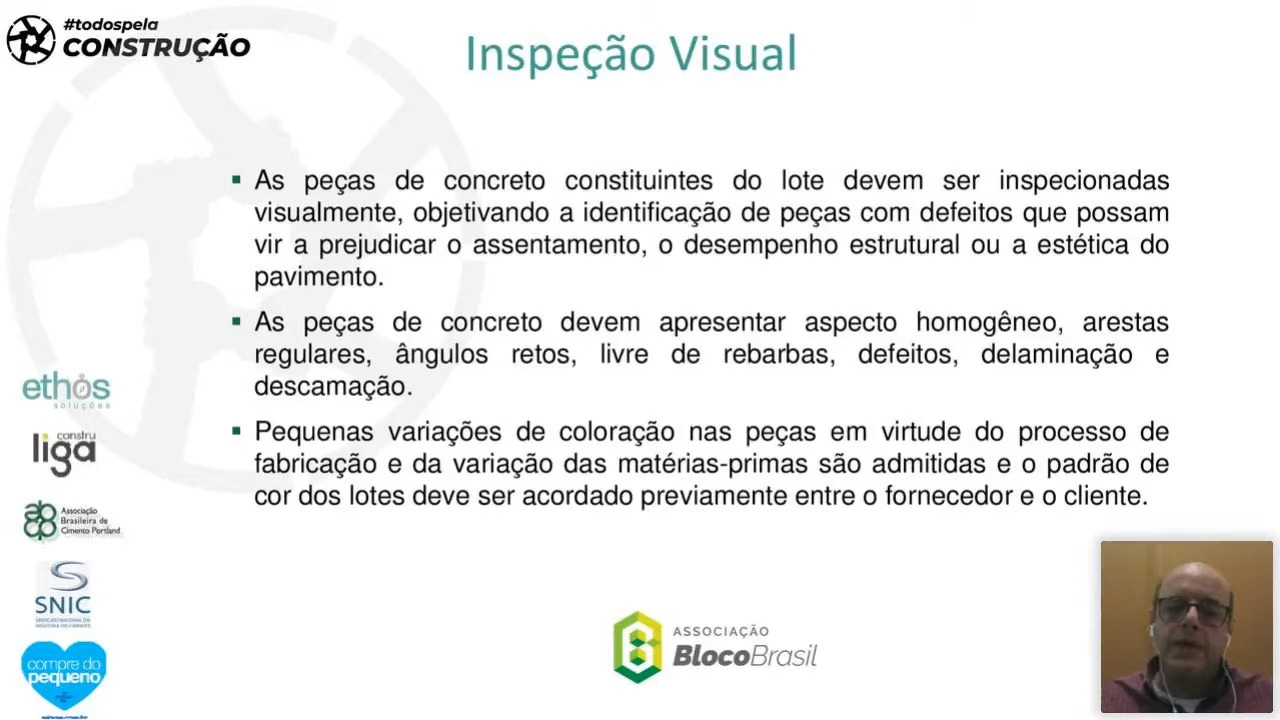 #todospela
CONSTRUÇÃO
Inspeção Visual
As peças de concreto constituintes do lote devem ser inspecionadas
visualmente, objetivando a identificação de peças com defeitos que possam
vir a prejudicar o assentamento, o desempenho estrutural ou a estética do
pavimento.
As peças de concreto devem apresentar aspecto homogêneo, arestas
regulares, ângulos retos, livre de rebarbas, defeitos, delaminação e
descamação.
Pequenas variações de coloração nas peças em virtude do processo de
fabricação e da variação das matérias-primas são admitidas e o padrão de
cor dos lotes deve ser acordado previamente entre o fornecedor e o cliente.
ethos
soluções
constru
liga
Associação
Brasileira de
Cimento Portland
SNIC
compre do
pequeno
ASSOCIAÇÃO
BlocoBrasil